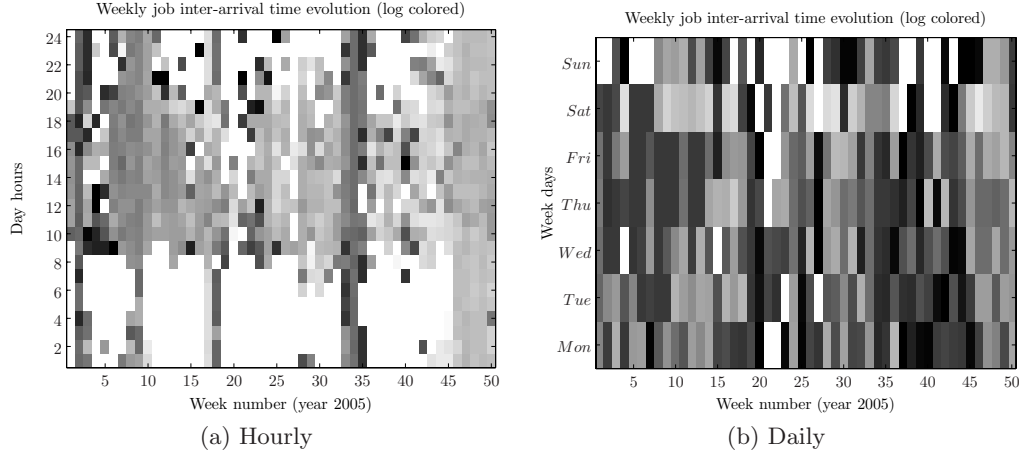 Weekly job inter-arrival time evolution (log colored)
24
22
20
18
16
14
12
10
8
6
4
2
Day hours
5 10 15 20 25 30 35 40 45 50
Week number (year 2005)
(a) Hourly
Weekly job inter-arrival time evolution (log colored)
Sun
Sat
Fri
Thu
Wed
Tue
Mon
Week days
5 10 15 20 25 30 35 40 45 50
Week number (year 2005)
(b) Daily